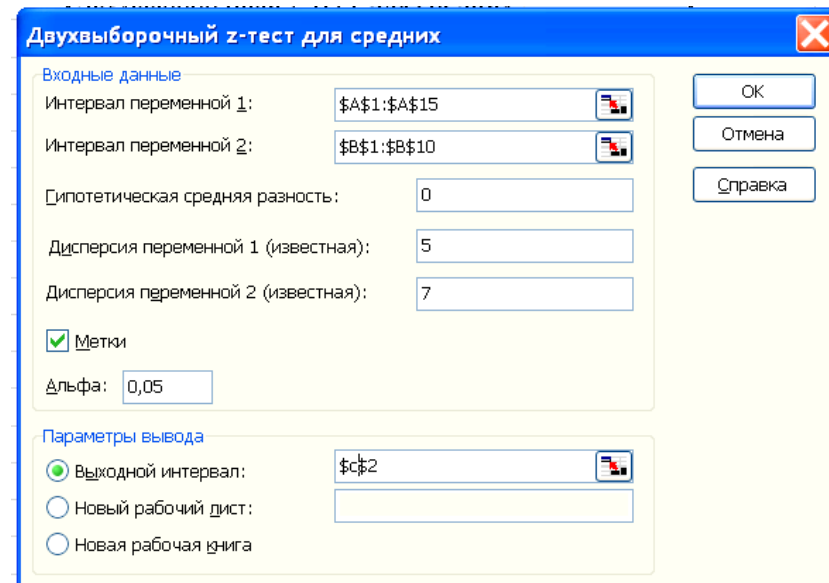 Двухвыборочный z-тест для средних
Входные данные
Интервал переменной 1: $A$1:$A$15
Интервал переменной 2: $B$1:$B$10
Гипотетическая средняя разность: 0
Дисперсия переменной 1 (известная): 5
Дисперсия переменной 2 (известная): 7
Метки
Альфа: 0,05
Параметры вывода
Выходной интервал: $c$2
Новый рабочий лист:
Новая рабочая книга
ОК
Отмена
Справка